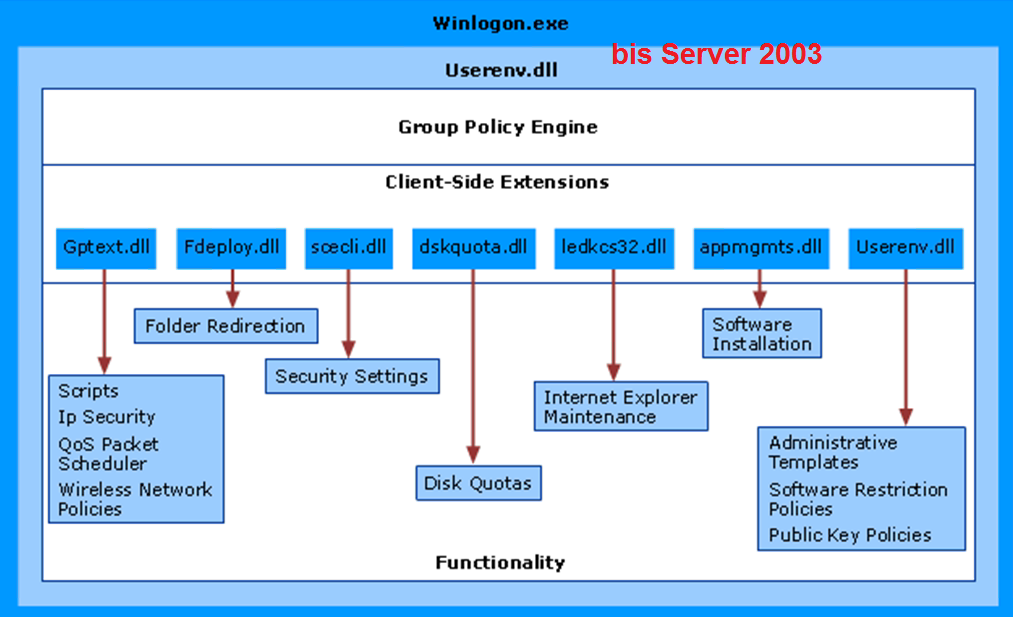 Winlogon.exe
bis Server 2003
Userenv.dll
Group Policy Engine
Client-Side Extensions
Gptext.dll
Fdeploy.dll
scecli.dll
dskquota.dll
iedkcs32.dll
appmgmts.dll
Userenv.dll
Folder Redirection
Software
Installation
Security Settings
Scripts
Ip Security
QoS Packet
Scheduler
Wireless Network
Policies
Internet Explorer
Maintenance
Disk Quotas
Administrative
Templates
Software Restriction
Policies
Public Key Policies
Functionality